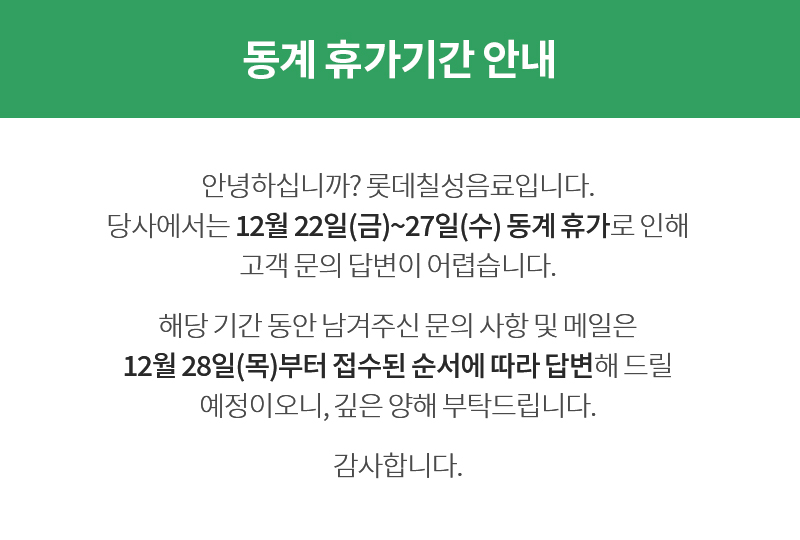 동계 휴가기간 안내
안녕하십니까? 롯데칠성음료입니다.
당사에서는 12월 22일(금)~27일(수) 동계 휴가로 인해
고객 문의 답변이 어렵습니다.
해당 기간 동안 남겨주신 문의 사항 및 메일은
12월 28일(목)부터 접수된 순서에 따라 답변해 드릴
예정이오니, 깊은 양해 부탁드립니다.
감사합니다.